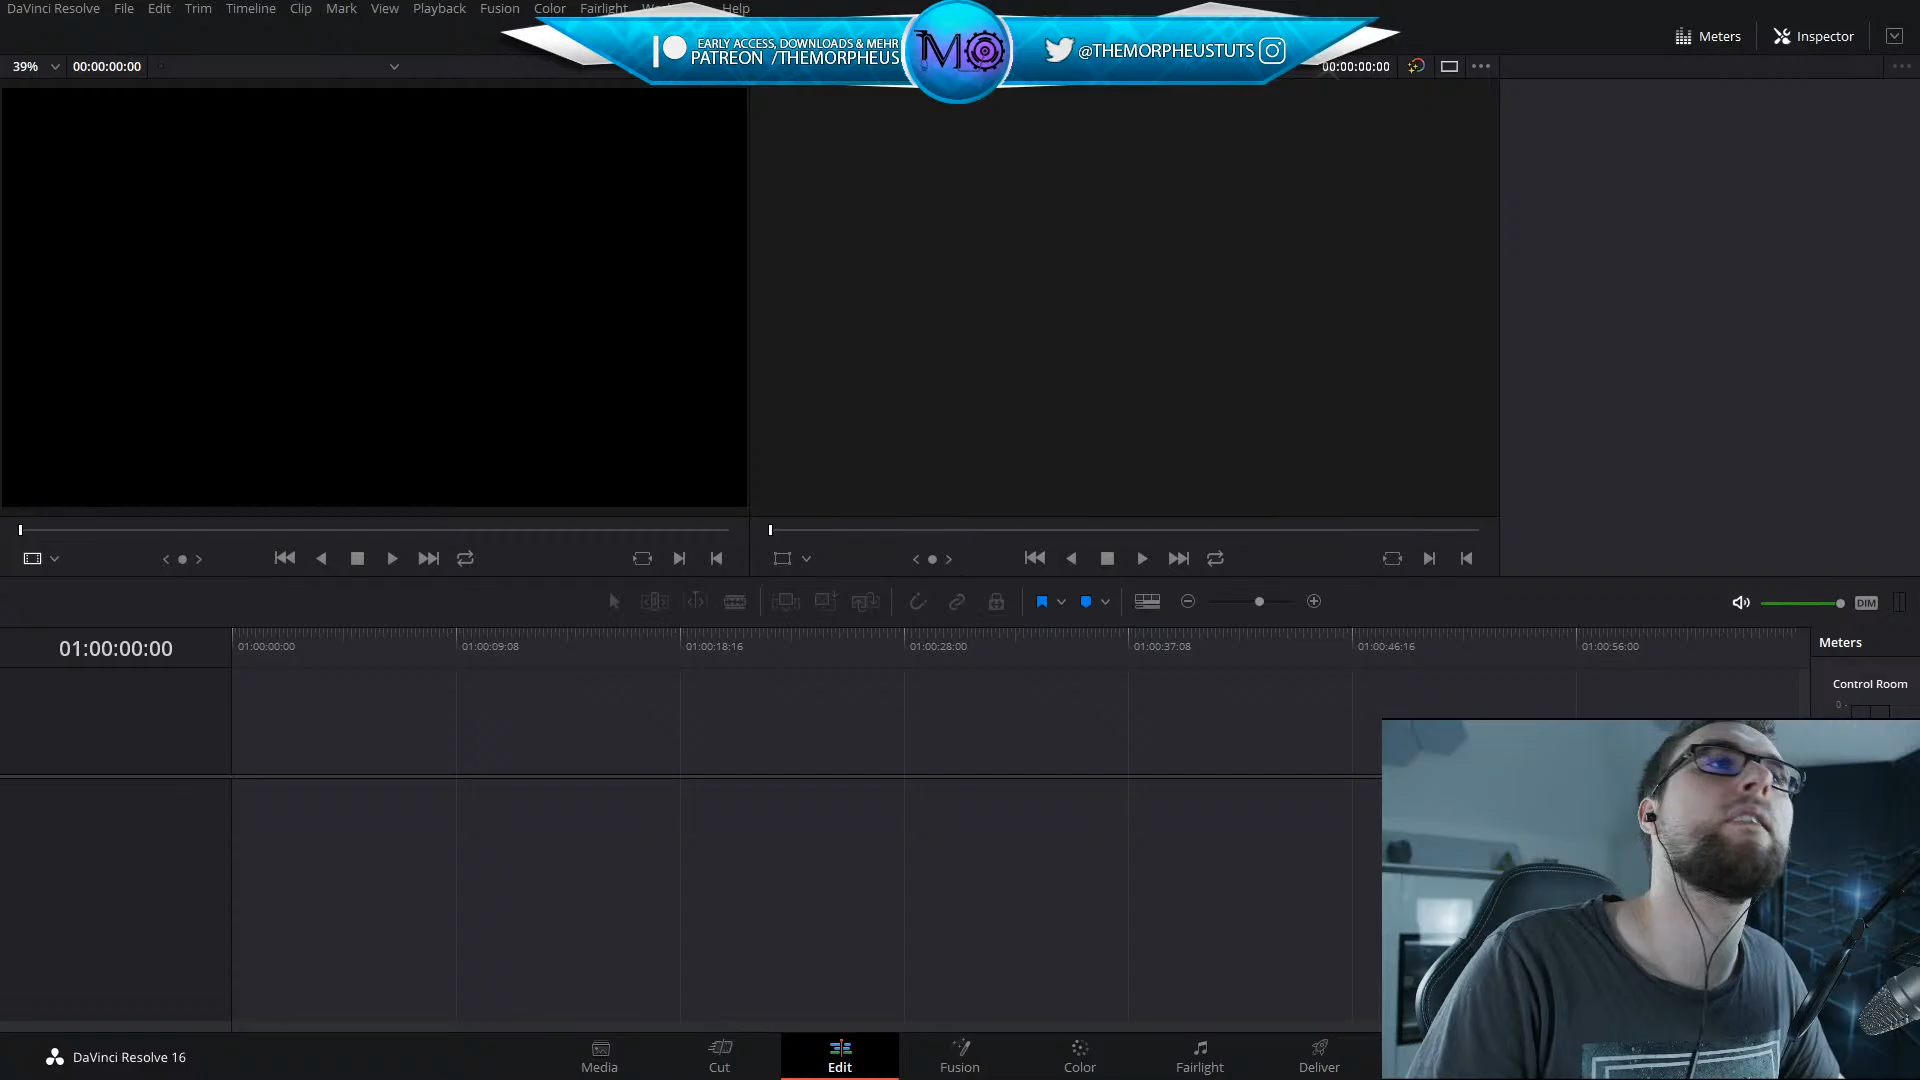 DaVinci Resolve File Edit Trim Timeline Clip Mark View Playback Fusion Color Fairlight Help
EARLY ACCESS, DOWNLOADS & MEHR
PATREON /THEMORPHEUS
MO
@THEMORPHEUSTUTS
Meters Inspector
39% 00:00:00:00
00:00:00:00
DIM
01:00:00:00
01:00:00:00 01:00:09:08 01:00:18:16 01:00:28:00 01:00:37:08 01:00:46:16 01:00:56:00
Meters
Control Room
0
DaVinci Resolve 16
Media Cut Edit Fusion Color Fairlight Deliver